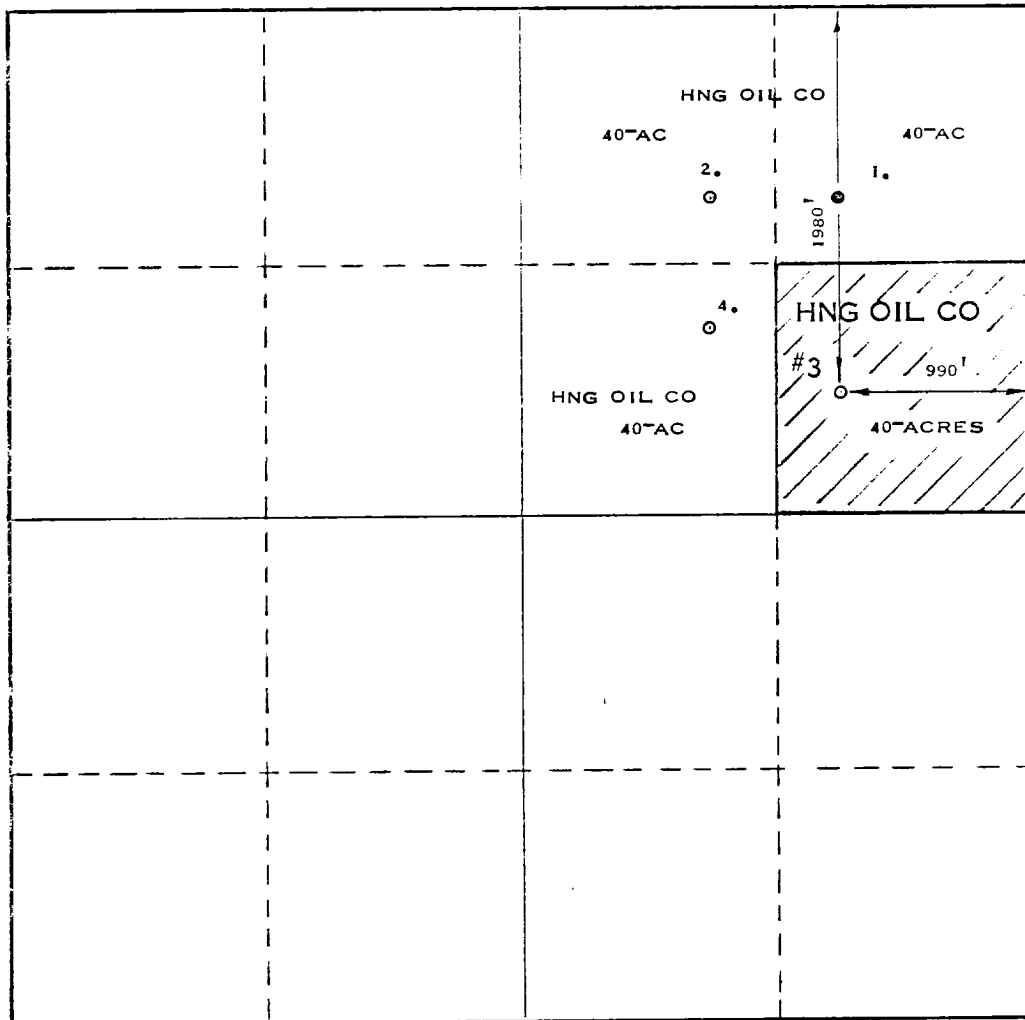 HNG OIL CO
40-AC
40-AC
2.
1.
1980'
4.
HNG OIL CO
#3
990'
HNG OIL CO
40-AC
40-ACRES